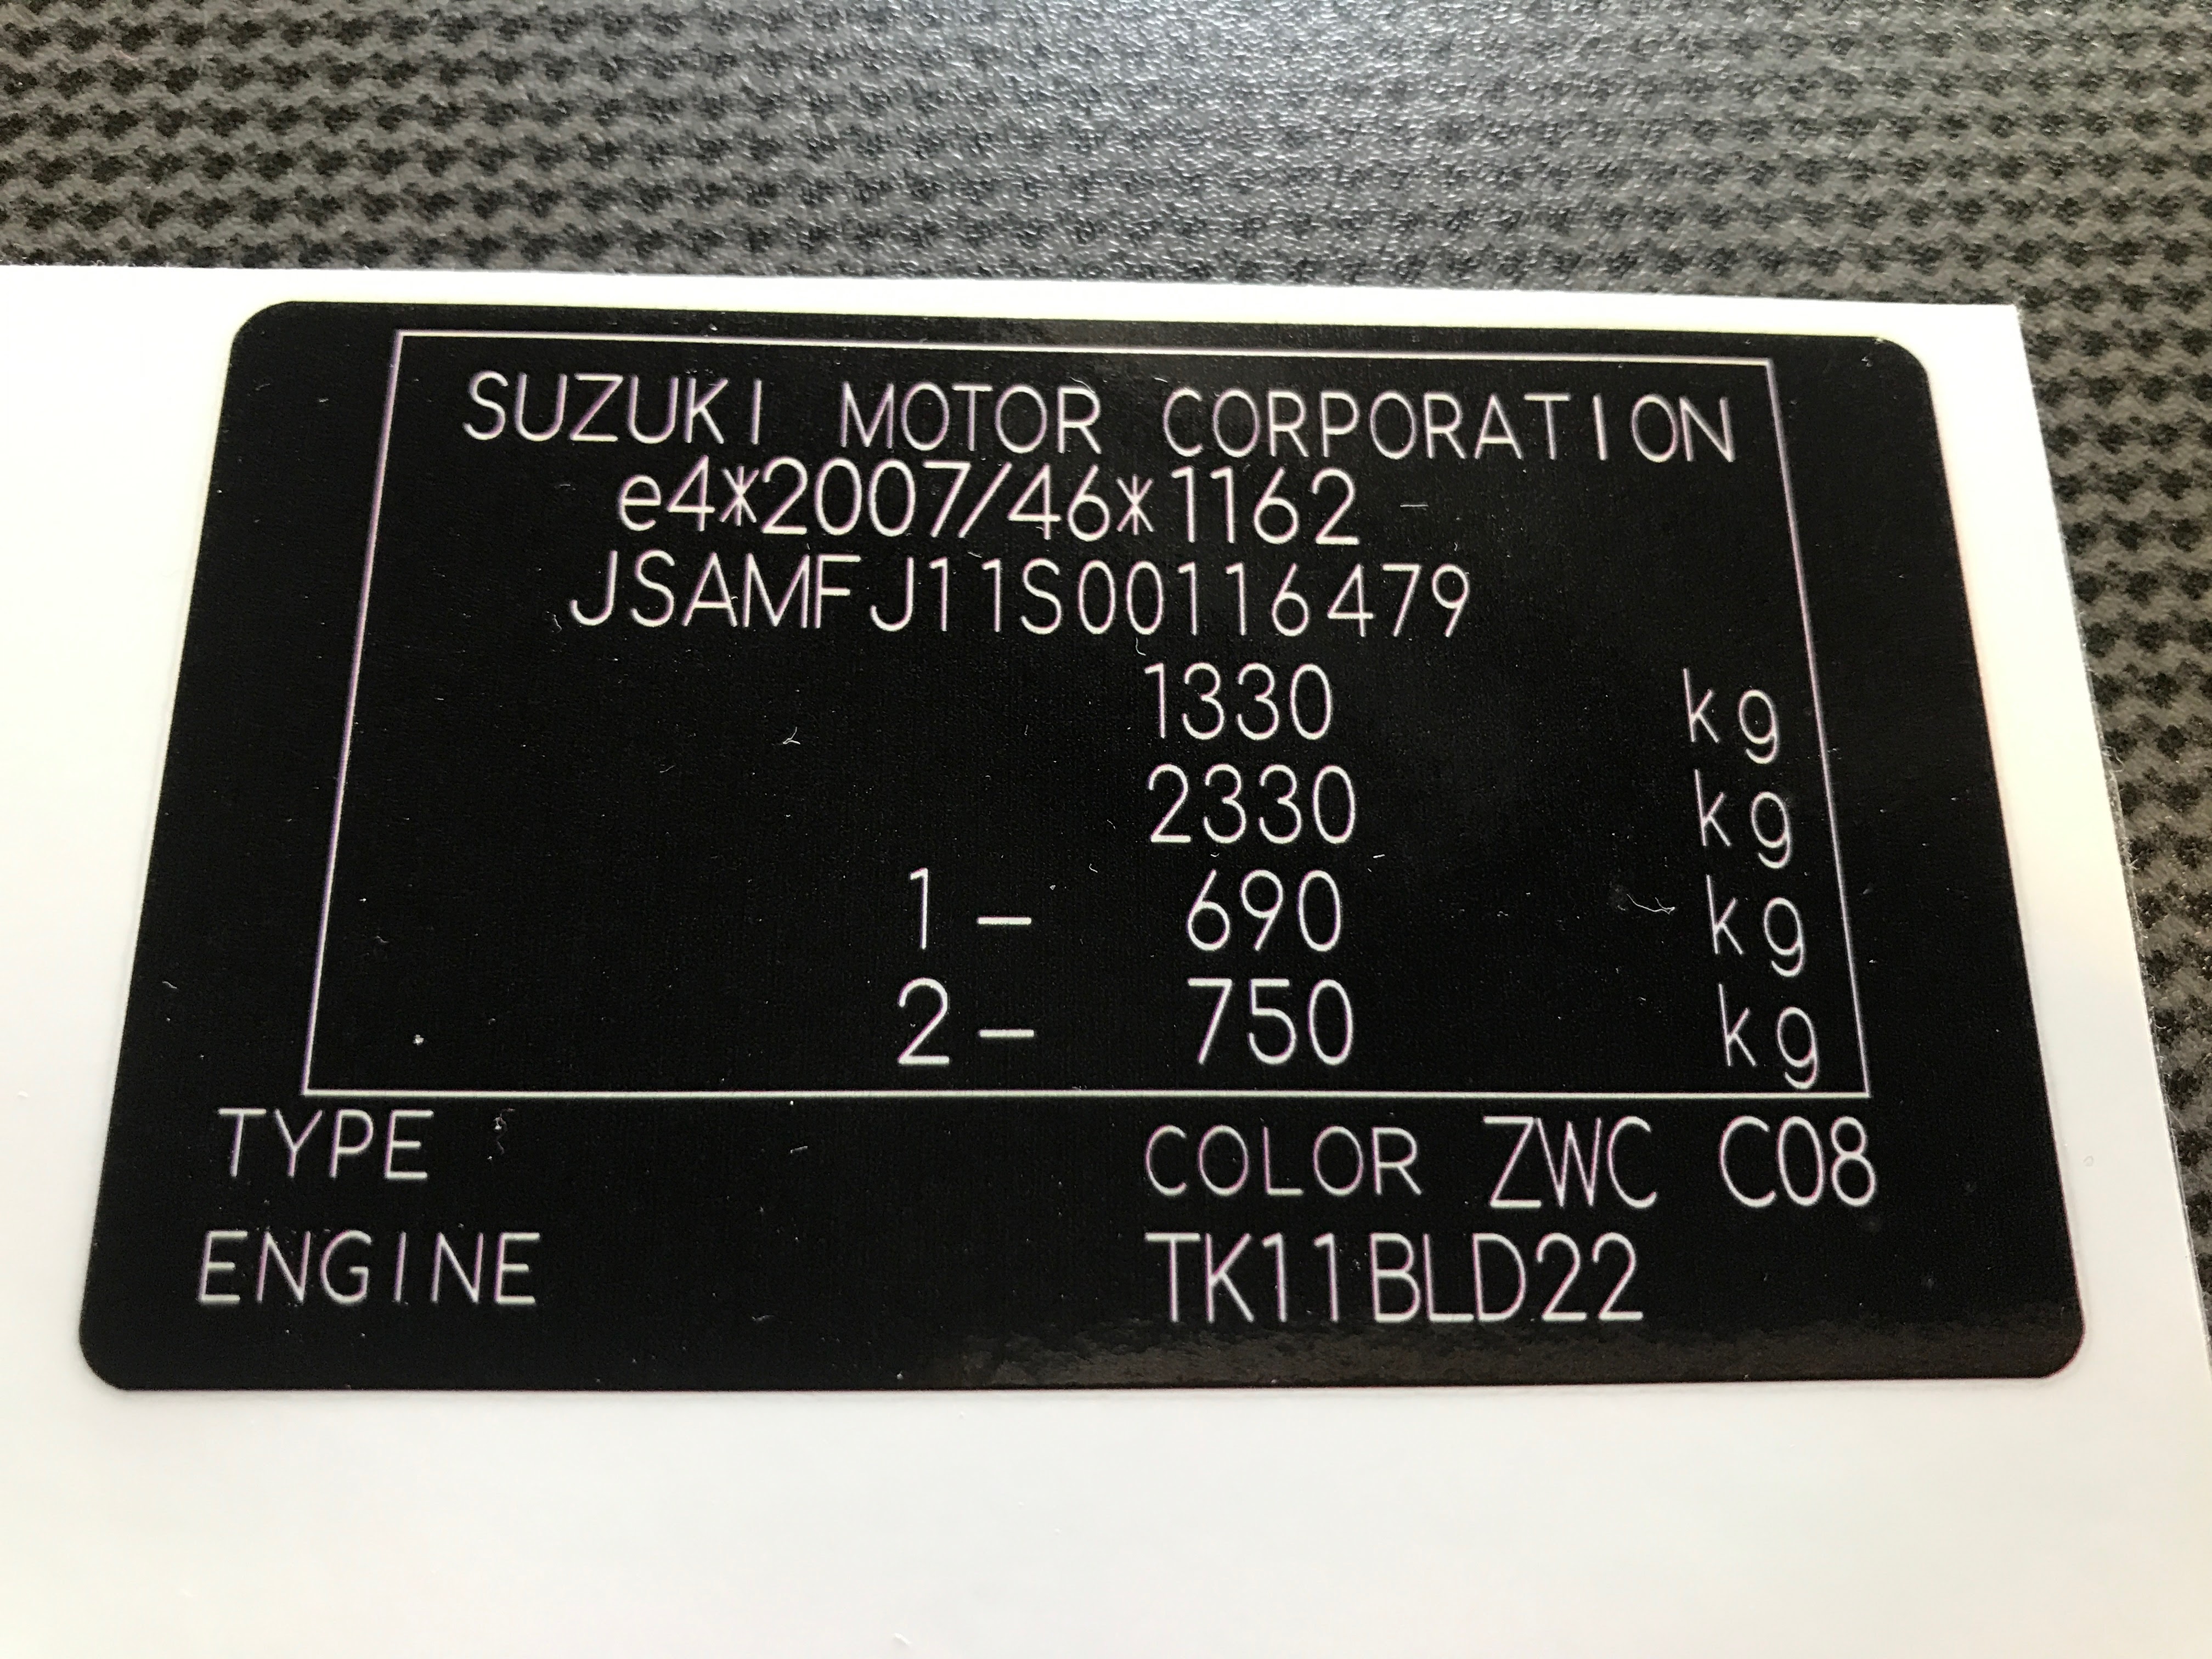 SUZUKI MOTOR CORPORATION
e4*2007/46*1162
JSAMFJ11S00116479
1330 kg
2330 kg
1- 690 kg
2- 750 kg
TYPE COLOR ZWC C08
ENGINE TK11BLD22